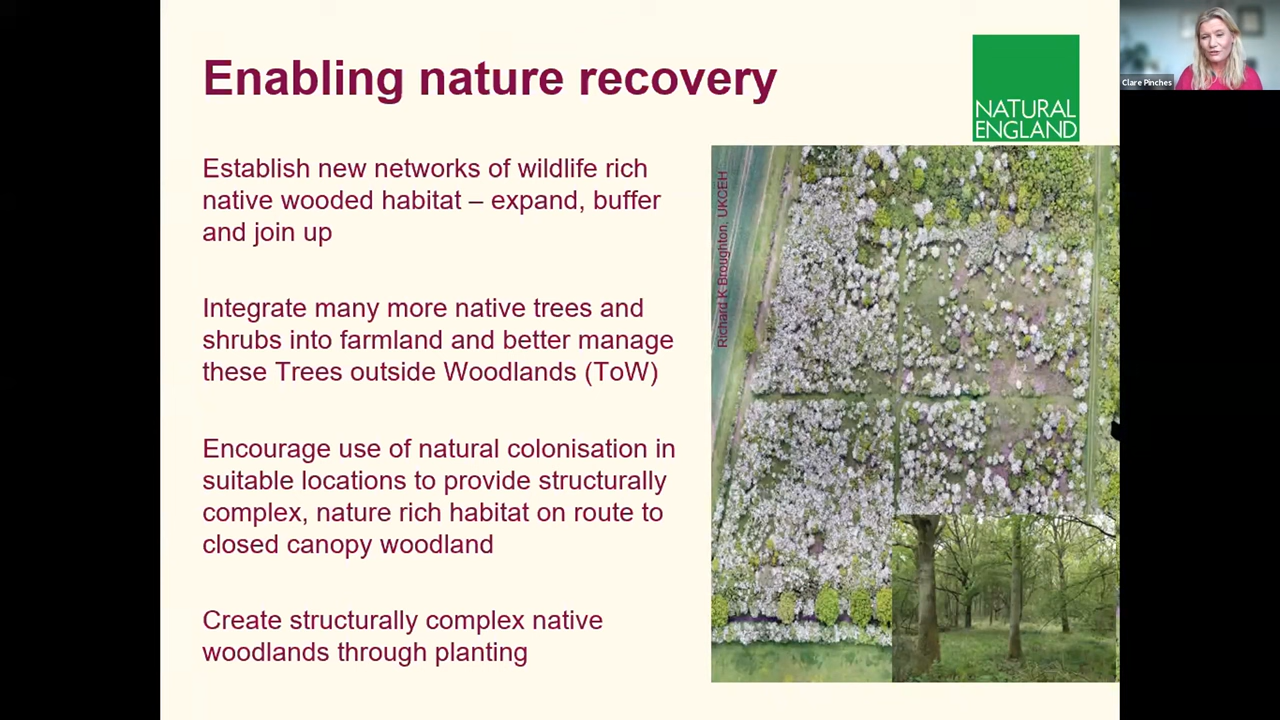 Enabling nature recovery
NATURAL
ENGLAND
Clare Pinches
Establish new networks of wildlife rich
native wooded habitat – expand, buffer
and join up
Integrate many more native trees and
shrubs into farmland and better manage
these Trees outside Woodlands (ToW)
Encourage use of natural colonisation in
suitable locations to provide structurally
complex, nature rich habitat on route to
closed canopy woodland
Create structurally complex native
woodlands through planting
Richard K Broughton, UKCEH